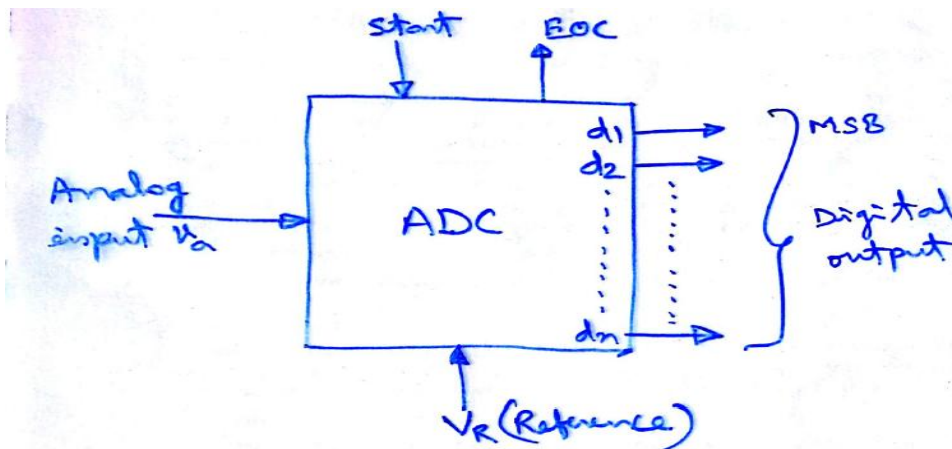 Start
EOC
d1
MSB
d2
Analog
input Va
ADC
Digital
output
dn
VR (Reference)